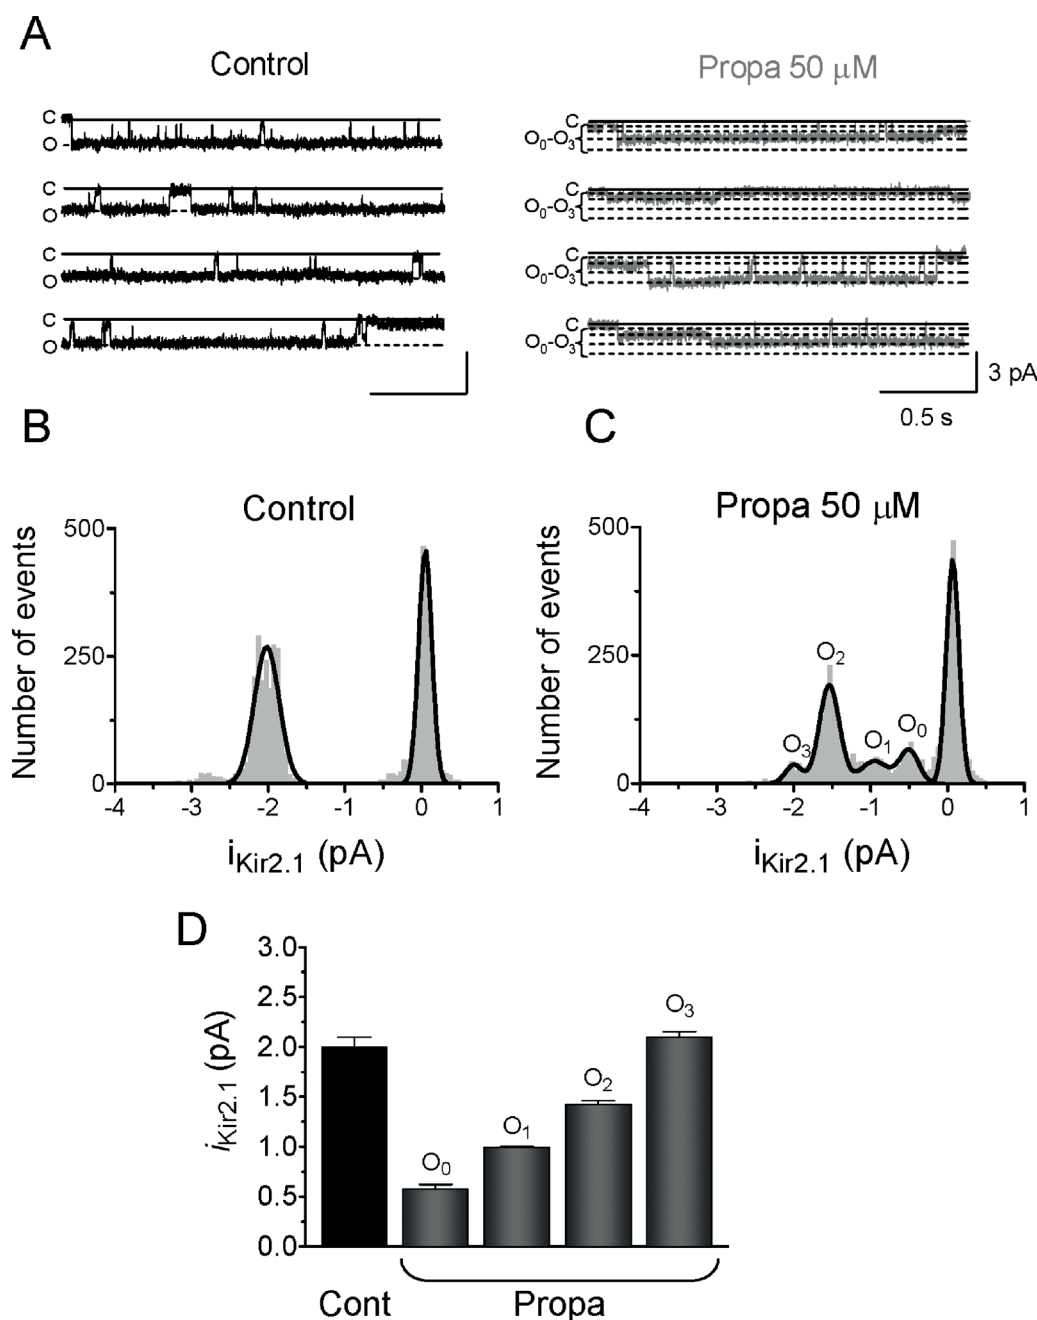 A
Control
Propa 50 μM
C
O
C
O
C
O
C
O
C
O₀-O₃
C
O₀-O₃
C
O₀-O₃
C
O₀-O₃
3 pA
0.5 s
B
Control
Number of events
500
250
0
-4
-3
-2
-1
0
1
iKir2.1 (pA)
C
Propa 50 μM
Number of events
500
250
0
O₃
O₂
O₁
O₀
-4
-3
-2
-1
0
1
iKir2.1 (pA)
D
iKir2.1 (pA)
3.0
2.5
2.0
1.5
1.0
0.5
0.0
O₀
O₁
O₂
O₃
Cont
Propa